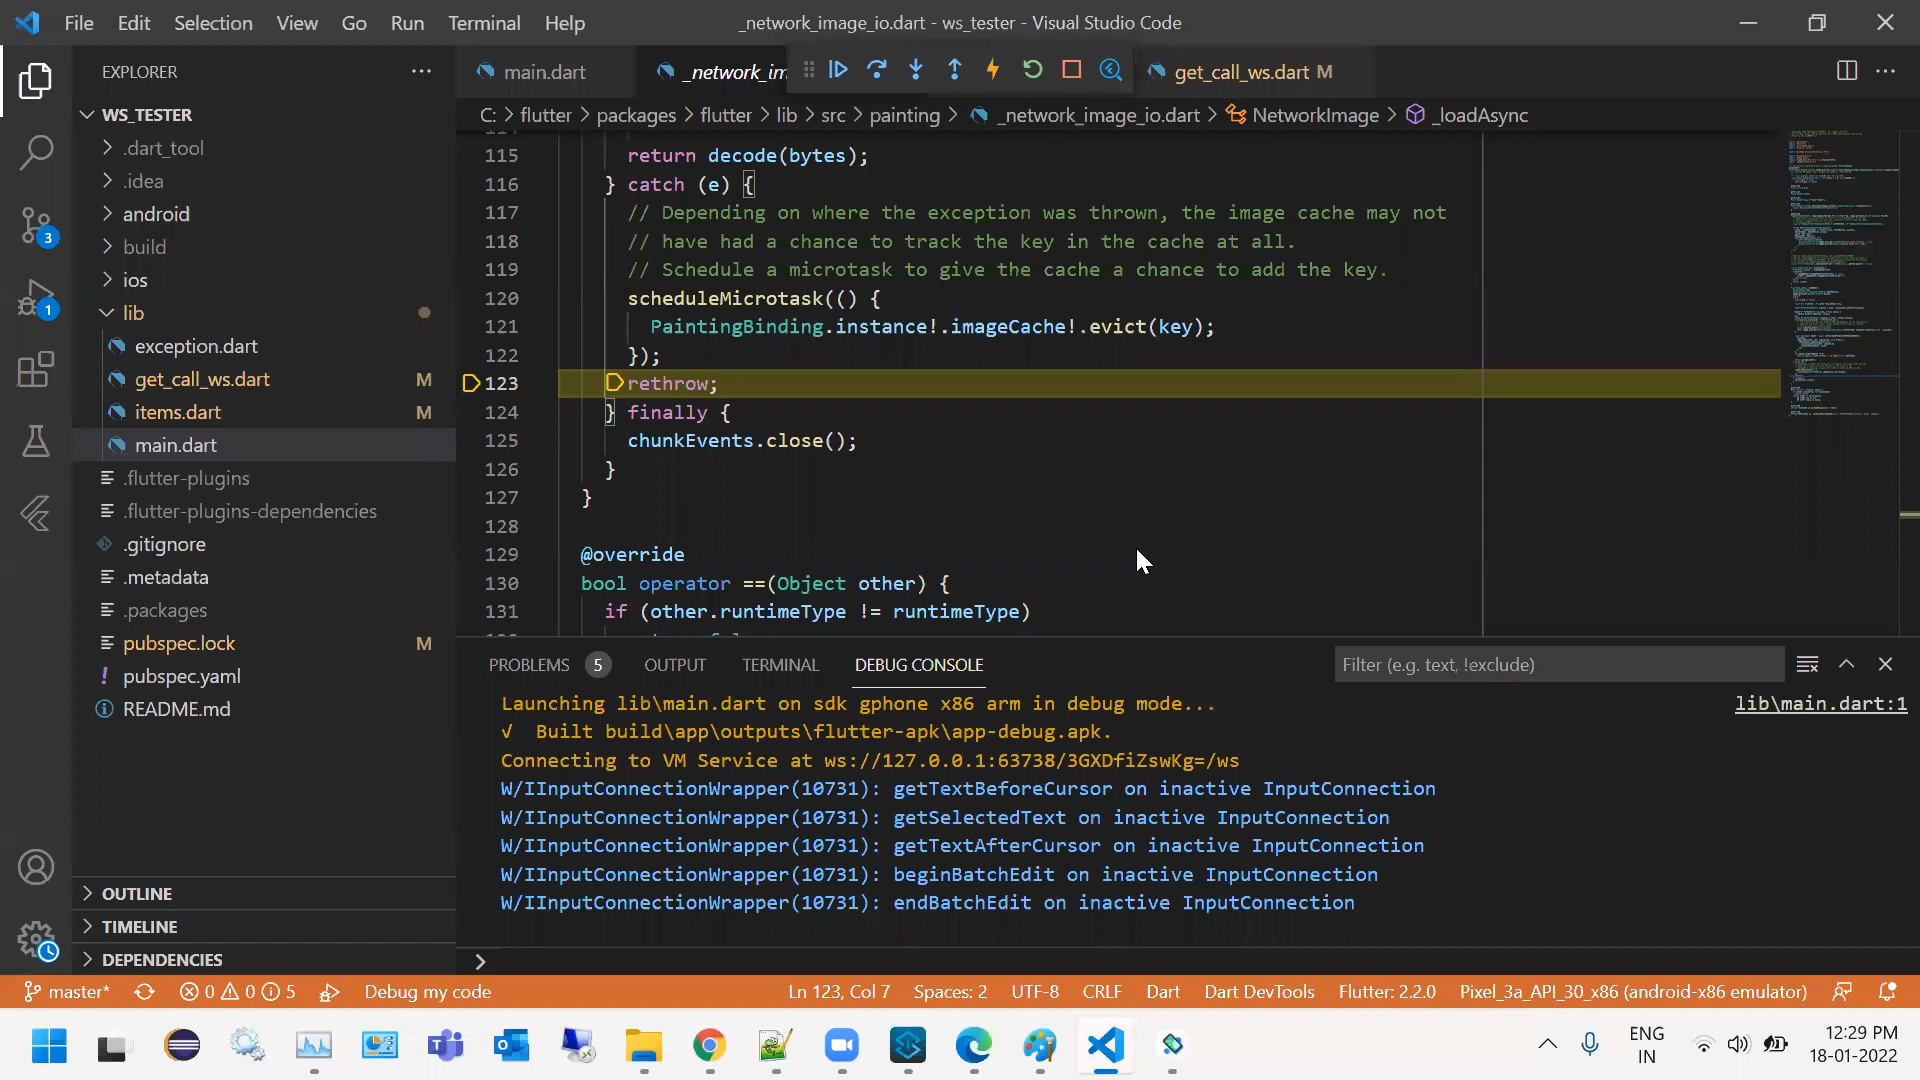 File Edit Selection View Go Run Terminal Help
_network_image_io.dart - ws_tester - Visual Studio Code
EXPLORER
WS_TESTER
.dart_tool
.idea
android
build
ios
lib
exception.dart
get_call_ws.dart M
items.dart M
main.dart
.flutter-plugins
.flutter-plugins-dependencies
.gitignore
.metadata
.packages
pubspec.lock M
pubspec.yaml
README.md
OUTLINE
TIMELINE
DEPENDENCIES
3
1
main.dart
_network_im
get_call_ws.dart M
C: > flutter > packages > flutter > lib > src > painting > _network_image_io.dart > NetworkImage > _loadAsync
115 return decode(bytes);
116 } catch (e) {
117 // Depending on where the exception was thrown, the image cache may not
118 // have had a chance to track the key in the cache at all.
119 // Schedule a microtask to give the cache a chance to add the key.
120 scheduleMicrotask(() {
121 PaintingBinding.instance!.imageCache!.evict(key);
122 });
123 rethrow;
124 } finally {
125 chunkEvents.close();
126 }
127 }
128
129 @override
130 bool operator ==(Object other) {
131 if (other.runtimeType != runtimeType)
PROBLEMS 5 OUTPUT TERMINAL DEBUG CONSOLE
Filter (e.g. text, !exclude)
Launching lib\main.dart on sdk gphone x86 arm in debug mode...
lib\main.dart:1
√ Built build\app\outputs\flutter-apk\app-debug.apk.
Connecting to VM Service at ws://127.0.0.1:63738/3GXDfiZswKg=/ws
W/IInputConnectionWrapper(10731): getTextBeforeCursor on inactive InputConnection
W/IInputConnectionWrapper(10731): getSelectedText on inactive InputConnection
W/IInputConnectionWrapper(10731): getTextAfterCursor on inactive InputConnection
W/IInputConnectionWrapper(10731): beginBatchEdit on inactive InputConnection
W/IInputConnectionWrapper(10731): endBatchEdit on inactive InputConnection
master* 0 0 5 Debug my code Ln 123, Col 7 Spaces: 2 UTF-8 CRLF Dart Dart DevTools Flutter: 2.2.0 Pixel_3a_API_30_x86 (android-x86 emulator)
ENG
IN
12:29 PM
18-01-2022